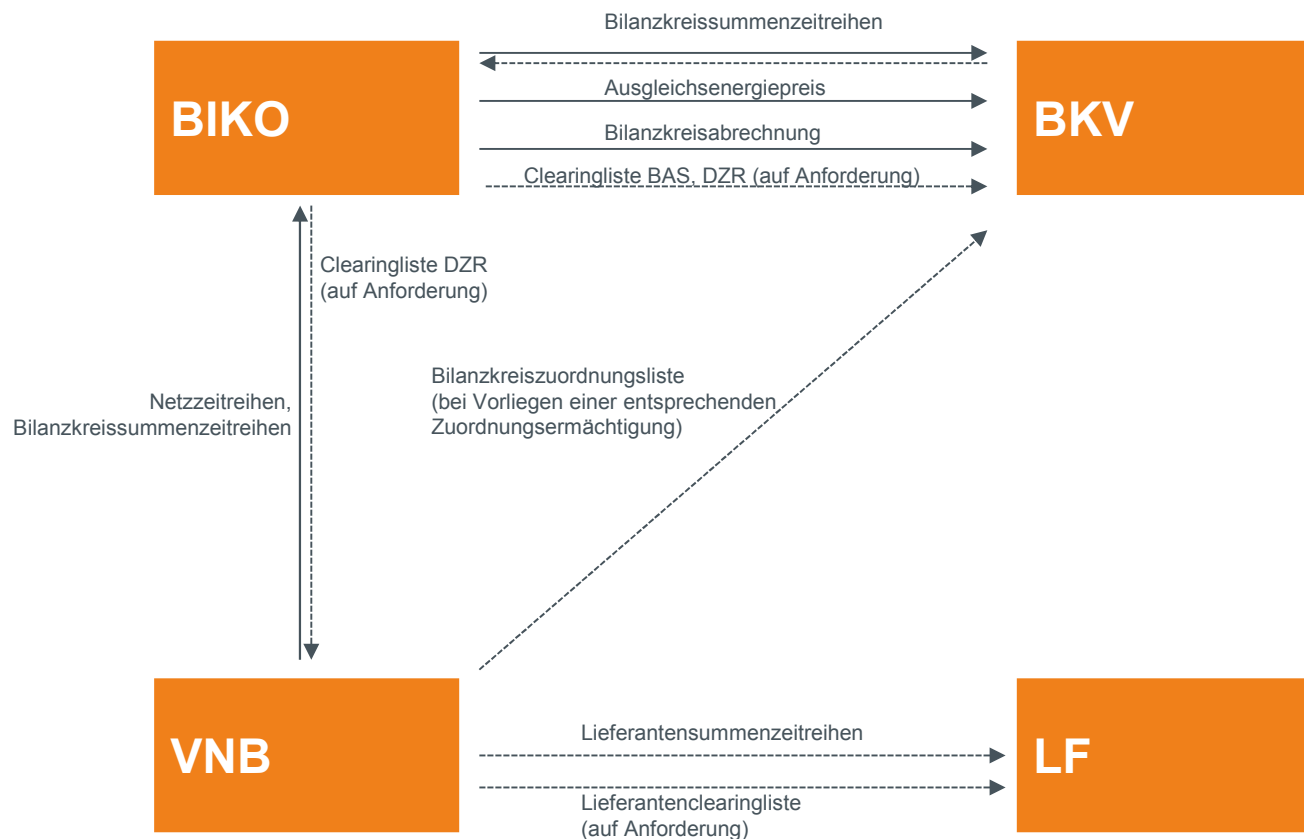 Bilanzkreissummenzeitreihen
BIKO
BKV
Ausgleichsenergiepreis
Bilanzkreisabrechnung
Clearingliste BAS, DZR (auf Anforderung)
Clearingliste DZR
(auf Anforderung)
Netzzeitreihen,
Bilanzkreissummenzeitreihen
Bilanzkreiszuordnungsliste
(bei Vorliegen einer entsprechenden
Zuordnungsermächtigung)
VNB
LF
Lieferantensummenzeitreihen
Lieferantenclearingliste
(auf Anforderung)